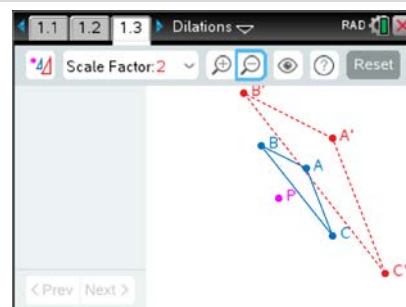 1.1 1.2 1.3 Dilations RAD
Scale Factor:2 Reset
B'
A'
B
A
P
C
C'
< Prev Next >